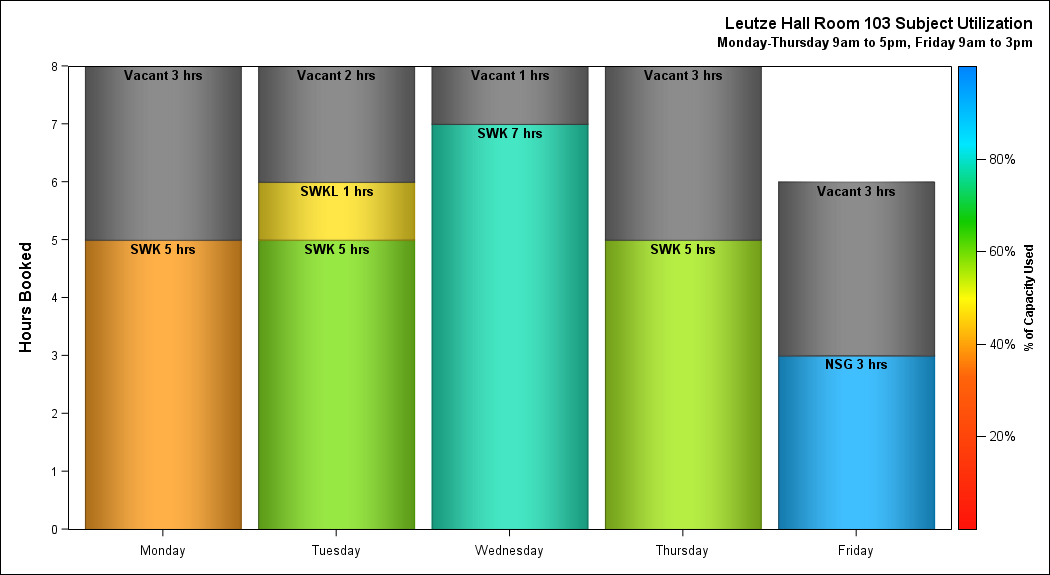 Leutze Hall Room 103 Subject Utilization
Monday-Thursday 9am to 5pm, Friday 9am to 3pm
Hours Booked
8
7
6
5
4
3
2
1
0
Vacant 3 hrs
SWK 5 hrs
Vacant 2 hrs
SWKL 1 hrs
SWK 5 hrs
Vacant 1 hrs
SWK 7 hrs
Vacant 3 hrs
SWK 5 hrs
Vacant 3 hrs
NSG 3 hrs
Monday
Tuesday
Wednesday
Thursday
Friday
80%
60%
40%
20%
% of Capacity Used